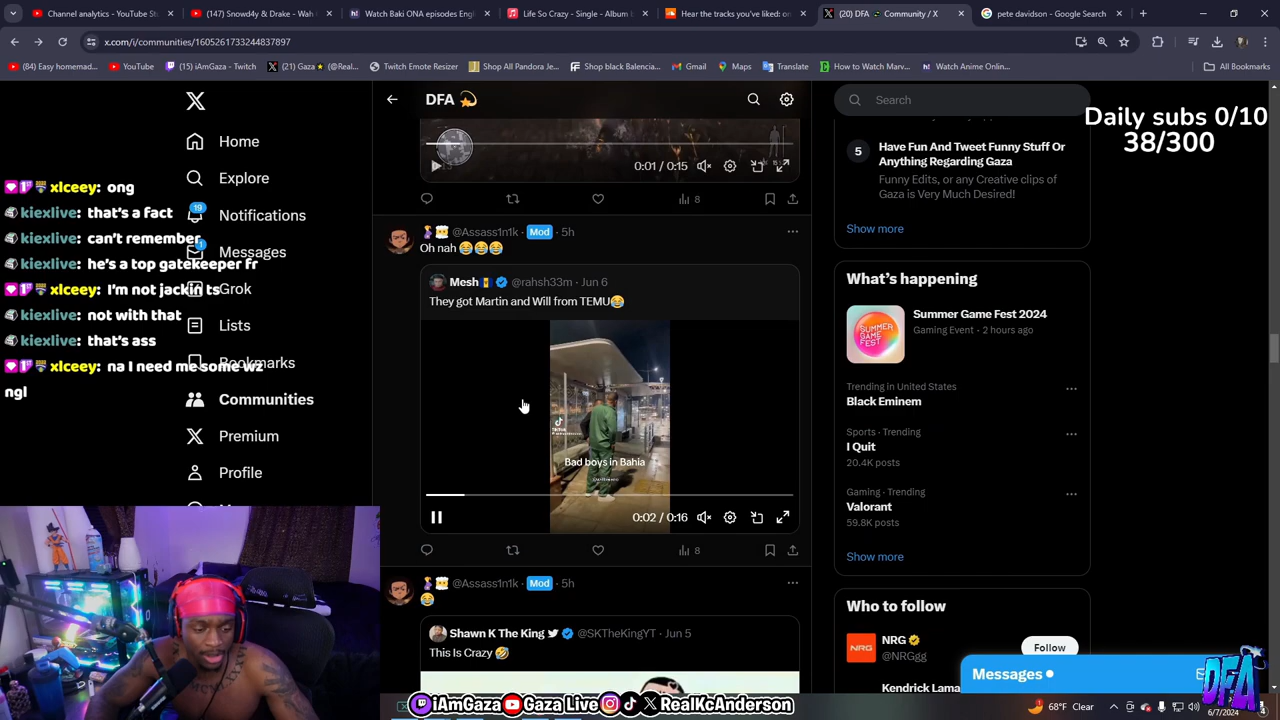 (84) Channel analytics - YouTube St
(147) Snowd4y & Drake - Wah G
Watch Baki ONA episodes Engl
Life So Crazy - Single - Album b
Hear the tracks you've liked: on
(20) DFA 💫 Community / X
pete davidson - Google Search
x.com/i/communities/1605261733244837897
(84) Easy homemad...
YouTube
(15) iAmGaza - Twitch
(21) Gaza★ (@Real...
Twitch Emote Resizer
Shop All Pandora Je...
Shop black Balencia...
Gmail
Maps
Translate
How to Watch Marv...
Watch Anime Onlin...
All Bookmarks
Home
Explore
19
Notifications
1
Messages
Grok
Lists
Bookmarks
Communities
Premium
Profile
xlceey: ong
kiexlive: that's a fact
kiexlive: can't remember
kiexlive: he's a top gatekeeper fr
xlceey: I'm not jackin ts
kiexlive: not with that
kiexlive: that's ass
xlceey: na I need me some wz
ngl
DFA 💫
0:01 / 0:15
8
@Assass1n1k · Mod · 5h
Oh nah 😂😂😂
Mesh 🇧🇧 @rahsh33m · Jun 6
They got Martin and Will from TEMU😂
TikTok
Bad boys in Bahia
0:02 / 0:16
8
@Assass1n1k · Mod · 5h
😂
Shawn K The King @SKTheKingYT · Jun 5
This Is Crazy 🤣
Search
Daily subs 0/10
38/300
5
Have Fun And Tweet Funny Stuff Or
Anything Regarding Gaza
Funny Edits, or any Creative clips of
Gaza is Very Much Desired!
Show more
What's happening
SUMMER
GAME
FEST
Summer Game Fest 2024
Gaming Event · 2 hours ago
Trending in United States
Black Eminem
Sports · Trending
I Quit
20.4K posts
Gaming · Trending
Valorant
59.8K posts
Show more
Who to follow
NRG
@NRGgg
Follow
Kendrick Lama
Messages
DFA
iAmGaza
Gaza Live
RealKcAnderson
68°F Clear
6/7/2024